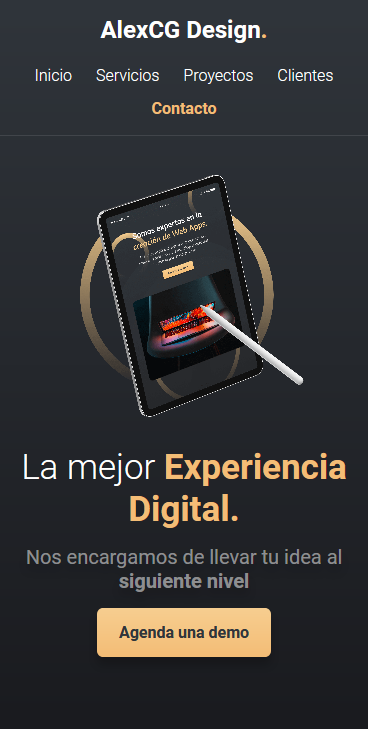 AlexCG Design.
Inicio Servicios Proyectos Clientes
Contacto
Somos expertos en la
creación de Web Apps.
La mejor Experiencia
Digital.
Nos encargamos de llevar tu idea al
siguiente nivel
Agenda una demo